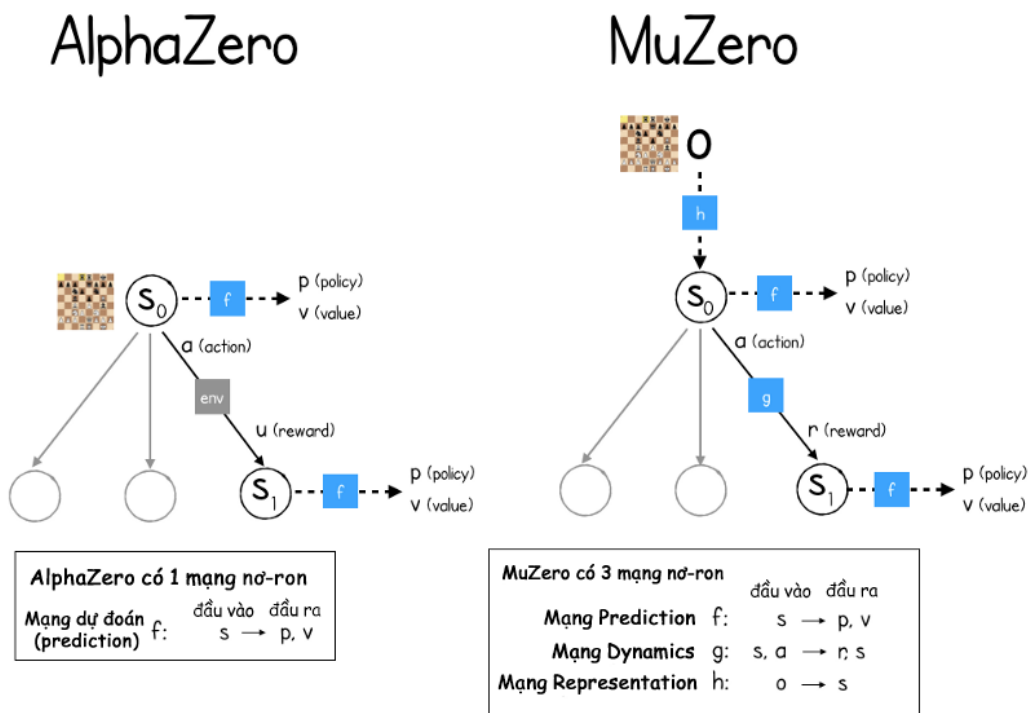 AlphaZero
S0
f
p (policy)
v (value)
a (action)
env
u (reward)
S1
f
p (policy)
v (value)
AlphaZero có 1 mạng nơ-ron
đầu vào đầu ra
Mạng dự đoán (prediction) f: s → p, v
MuZero
o
h
S0
f
p (policy)
v (value)
a (action)
g
r (reward)
S1
f
p (policy)
v (value)
MuZero có 3 mạng nơ-ron
đầu vào đầu ra
Mạng Prediction f: s → p, v
Mạng Dynamics g: s, a → r, s
Mạng Representation h: o → s